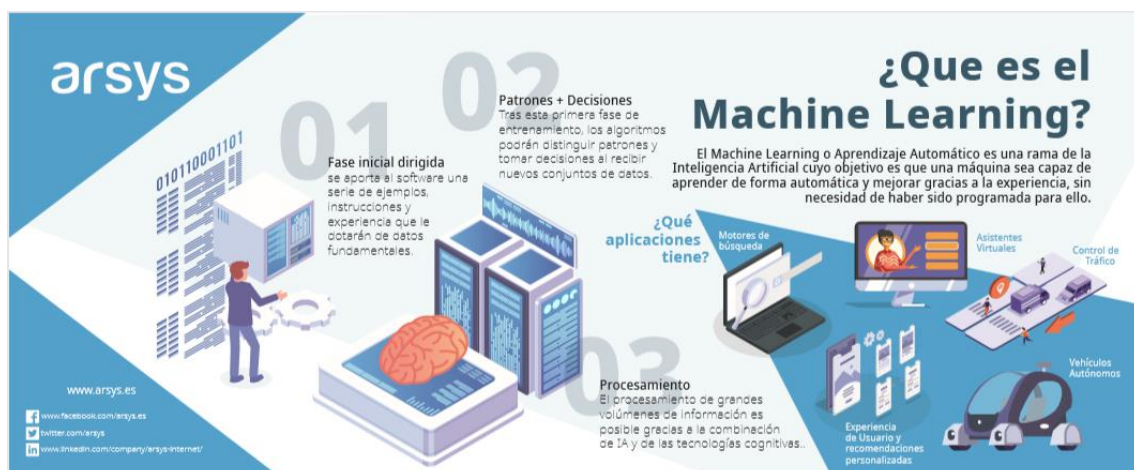 arsys
010110001101
01
Fase inicial dirigida
se aporta al software una
serie de ejemplos,
instrucciones y
experiencia que le
dotarán de datos
fundamentales.
02
Patrones + Decisiones
Tras esta primera fase de
entrenamiento, los algoritmos
podrán distinguir patrones y
tomar decisiones al recibir
nuevos conjuntos de datos.
03
Procesamiento
El procesamiento de grandes
volúmenes de información es
posible gracias a la combinación
de IA y de las tecnologías cognitivas..
¿Que es el
Machine Learning?
El Machine Learning o Aprendizaje Automático es una rama de la
Inteligencia Artificial cuyo objetivo es que una máquina sea capaz de
aprender de forma automática y mejorar gracias a la experiencia, sin
necesidad de haber sido programada para ello.
¿Qué
aplicaciones
tiene?
Motores de
búsqueda
Asistentes
Virtuales
Control de
Tráfico
Vehículos
Autónomos
Experiencia
de Usuario y
recomendaciones
personalizadas
www.arsys.es
www.facebook.com/arsys.es
twitter.com/arsys
www.linkedin.com/company/arsys-internet/